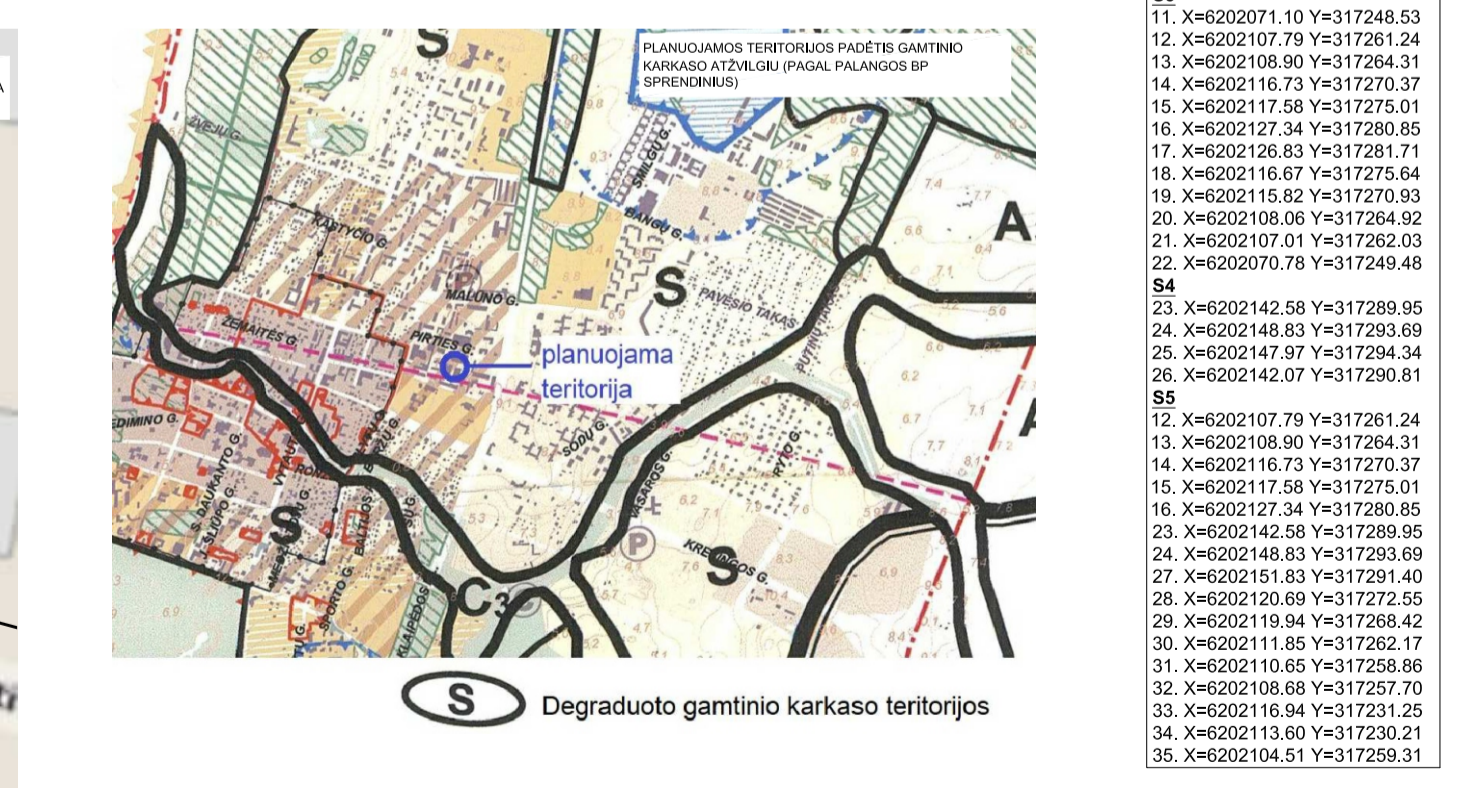 A
PLANUOJAMOS TERITORIJOS PADĖTIS GAMTINIO
KARKASO ATŽVILGIU (PAGAL PALANGOS BP
SPRENDINIUS)
S
ŽVEJŲ G.
SMILGŲ G.
KASTYČIO G.
BANGŲ G.
A
S
MALŪNO G.
PAVĖSIO TAKAS
ŽEMAITĖS G.
PIRTIES G.
planuojama
teritorija
SODŲ G.
RYTO G.
VASAROS G.
S. DAUKANTO G.
J. ŠLIŪPO G.
S
P
KRETINGOS G.
S
SPORTO G.
KLAIPĖDOS
C3
S Degraduoto gamtinio karkaso teritorijos
11. X=6202071.10 Y=317248.53
12. X=6202107.79 Y=317261.24
13. X=6202108.90 Y=317264.31
14. X=6202116.73 Y=317270.37
15. X=6202117.58 Y=317275.01
16. X=6202127.34 Y=317280.85
17. X=6202126.83 Y=317281.71
18. X=6202116.67 Y=317275.64
19. X=6202115.82 Y=317270.93
20. X=6202108.06 Y=317264.92
21. X=6202107.01 Y=317262.03
22. X=6202070.78 Y=317249.48
S4
23. X=6202142.58 Y=317289.95
24. X=6202148.83 Y=317293.69
25. X=6202147.97 Y=317294.34
26. X=6202142.07 Y=317290.81
S5
12. X=6202107.79 Y=317261.24
13. X=6202108.90 Y=317264.31
14. X=6202116.73 Y=317270.37
15. X=6202117.58 Y=317275.01
16. X=6202127.34 Y=317280.85
23. X=6202142.58 Y=317289.95
24. X=6202148.83 Y=317293.69
27. X=6202151.83 Y=317291.40
28. X=6202120.69 Y=317272.55
29. X=6202119.94 Y=317268.42
30. X=6202111.85 Y=317262.17
31. X=6202110.65 Y=317258.86
32. X=6202108.68 Y=317257.70
33. X=6202116.94 Y=317231.25
34. X=6202113.60 Y=317230.21
35. X=6202104.51 Y=317259.31